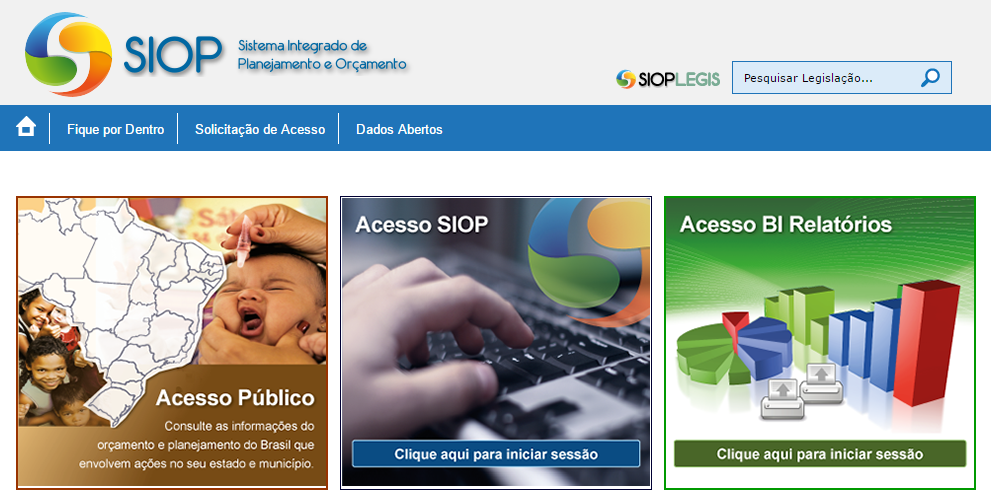 SIOP
Sistema Integrado de
Planejamento e Orçamento
SIOPLEGIS
Pesquisar Legislação...
Fique por Dentro
Solicitação de Acesso
Dados Abertos
Acesso Público
Consulte as informações do
orçamento e planejamento do Brasil que
envolvem ações no seu estado e município.
Acesso SIOP
Clique aqui para iniciar sessão
Acesso BI Relatórios
Clique aqui para iniciar sessão